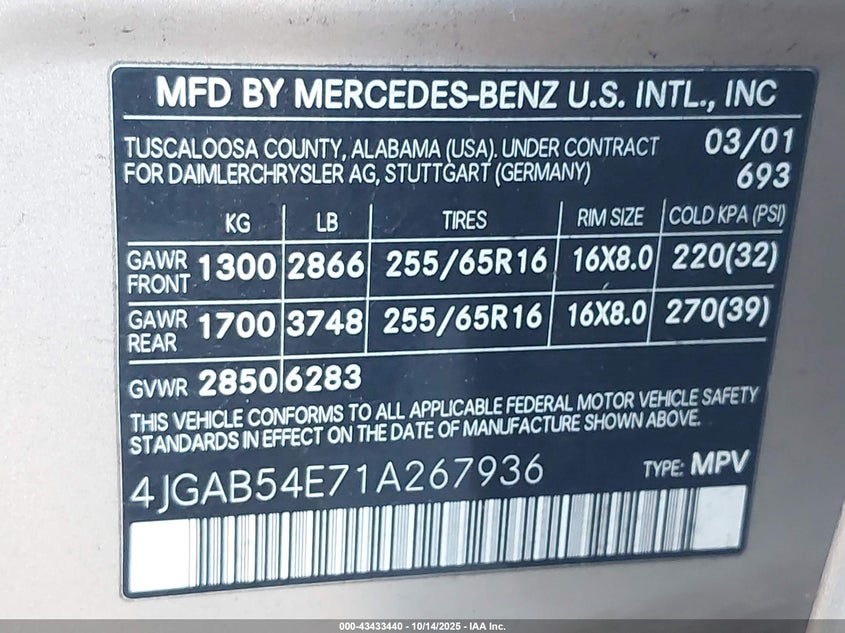 MFD BY MERCEDES-BENZ U.S. INTL., INC
TUSCALOOSA COUNTY, ALABAMA (USA). UNDER CONTRACT 03/01
FOR DAIMLERCHRYSLER AG, STUTTGART (GERMANY) 693
KG LB TIRES RIM SIZE COLD KPA (PSI)
GAWR FRONT 1300 2866 255/65R16 16X8.0 220(32)
GAWR REAR 1700 3748 255/65R16 16X8.0 270(39)
GVWR 2850 6283
THIS VEHICLE CONFORMS TO ALL APPLICABLE FEDERAL MOTOR VEHICLE SAFETY
STANDARDS IN EFFECT ON THE DATE OF MANUFACTURE SHOWN ABOVE.
4JGAB54E71A267936 TYPE: MPV
000-43433440 - 10/14/2025 - IAA Inc.